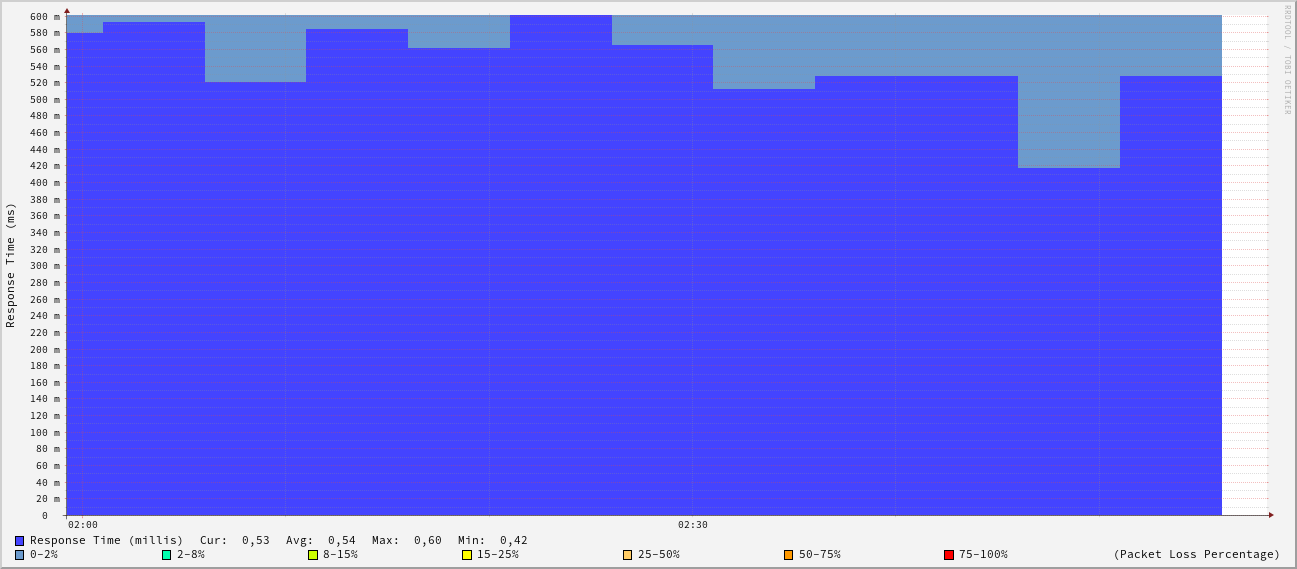 RRDTOOL / TOBI OETIKER
Response Time (ms)
600 m
580 m
560 m
540 m
520 m
500 m
480 m
460 m
440 m
420 m
400 m
380 m
360 m
340 m
320 m
300 m
280 m
260 m
240 m
220 m
200 m
180 m
160 m
140 m
120 m
100 m
80 m
60 m
40 m
20 m
0
02:00 02:30
Response Time (millis) Cur: 0,53 Avg: 0,54 Max: 0,60 Min: 0,42
0-2% 2-8% 8-15% 15-25% 25-50% 50-75% 75-100% (Packet Loss Percentage)